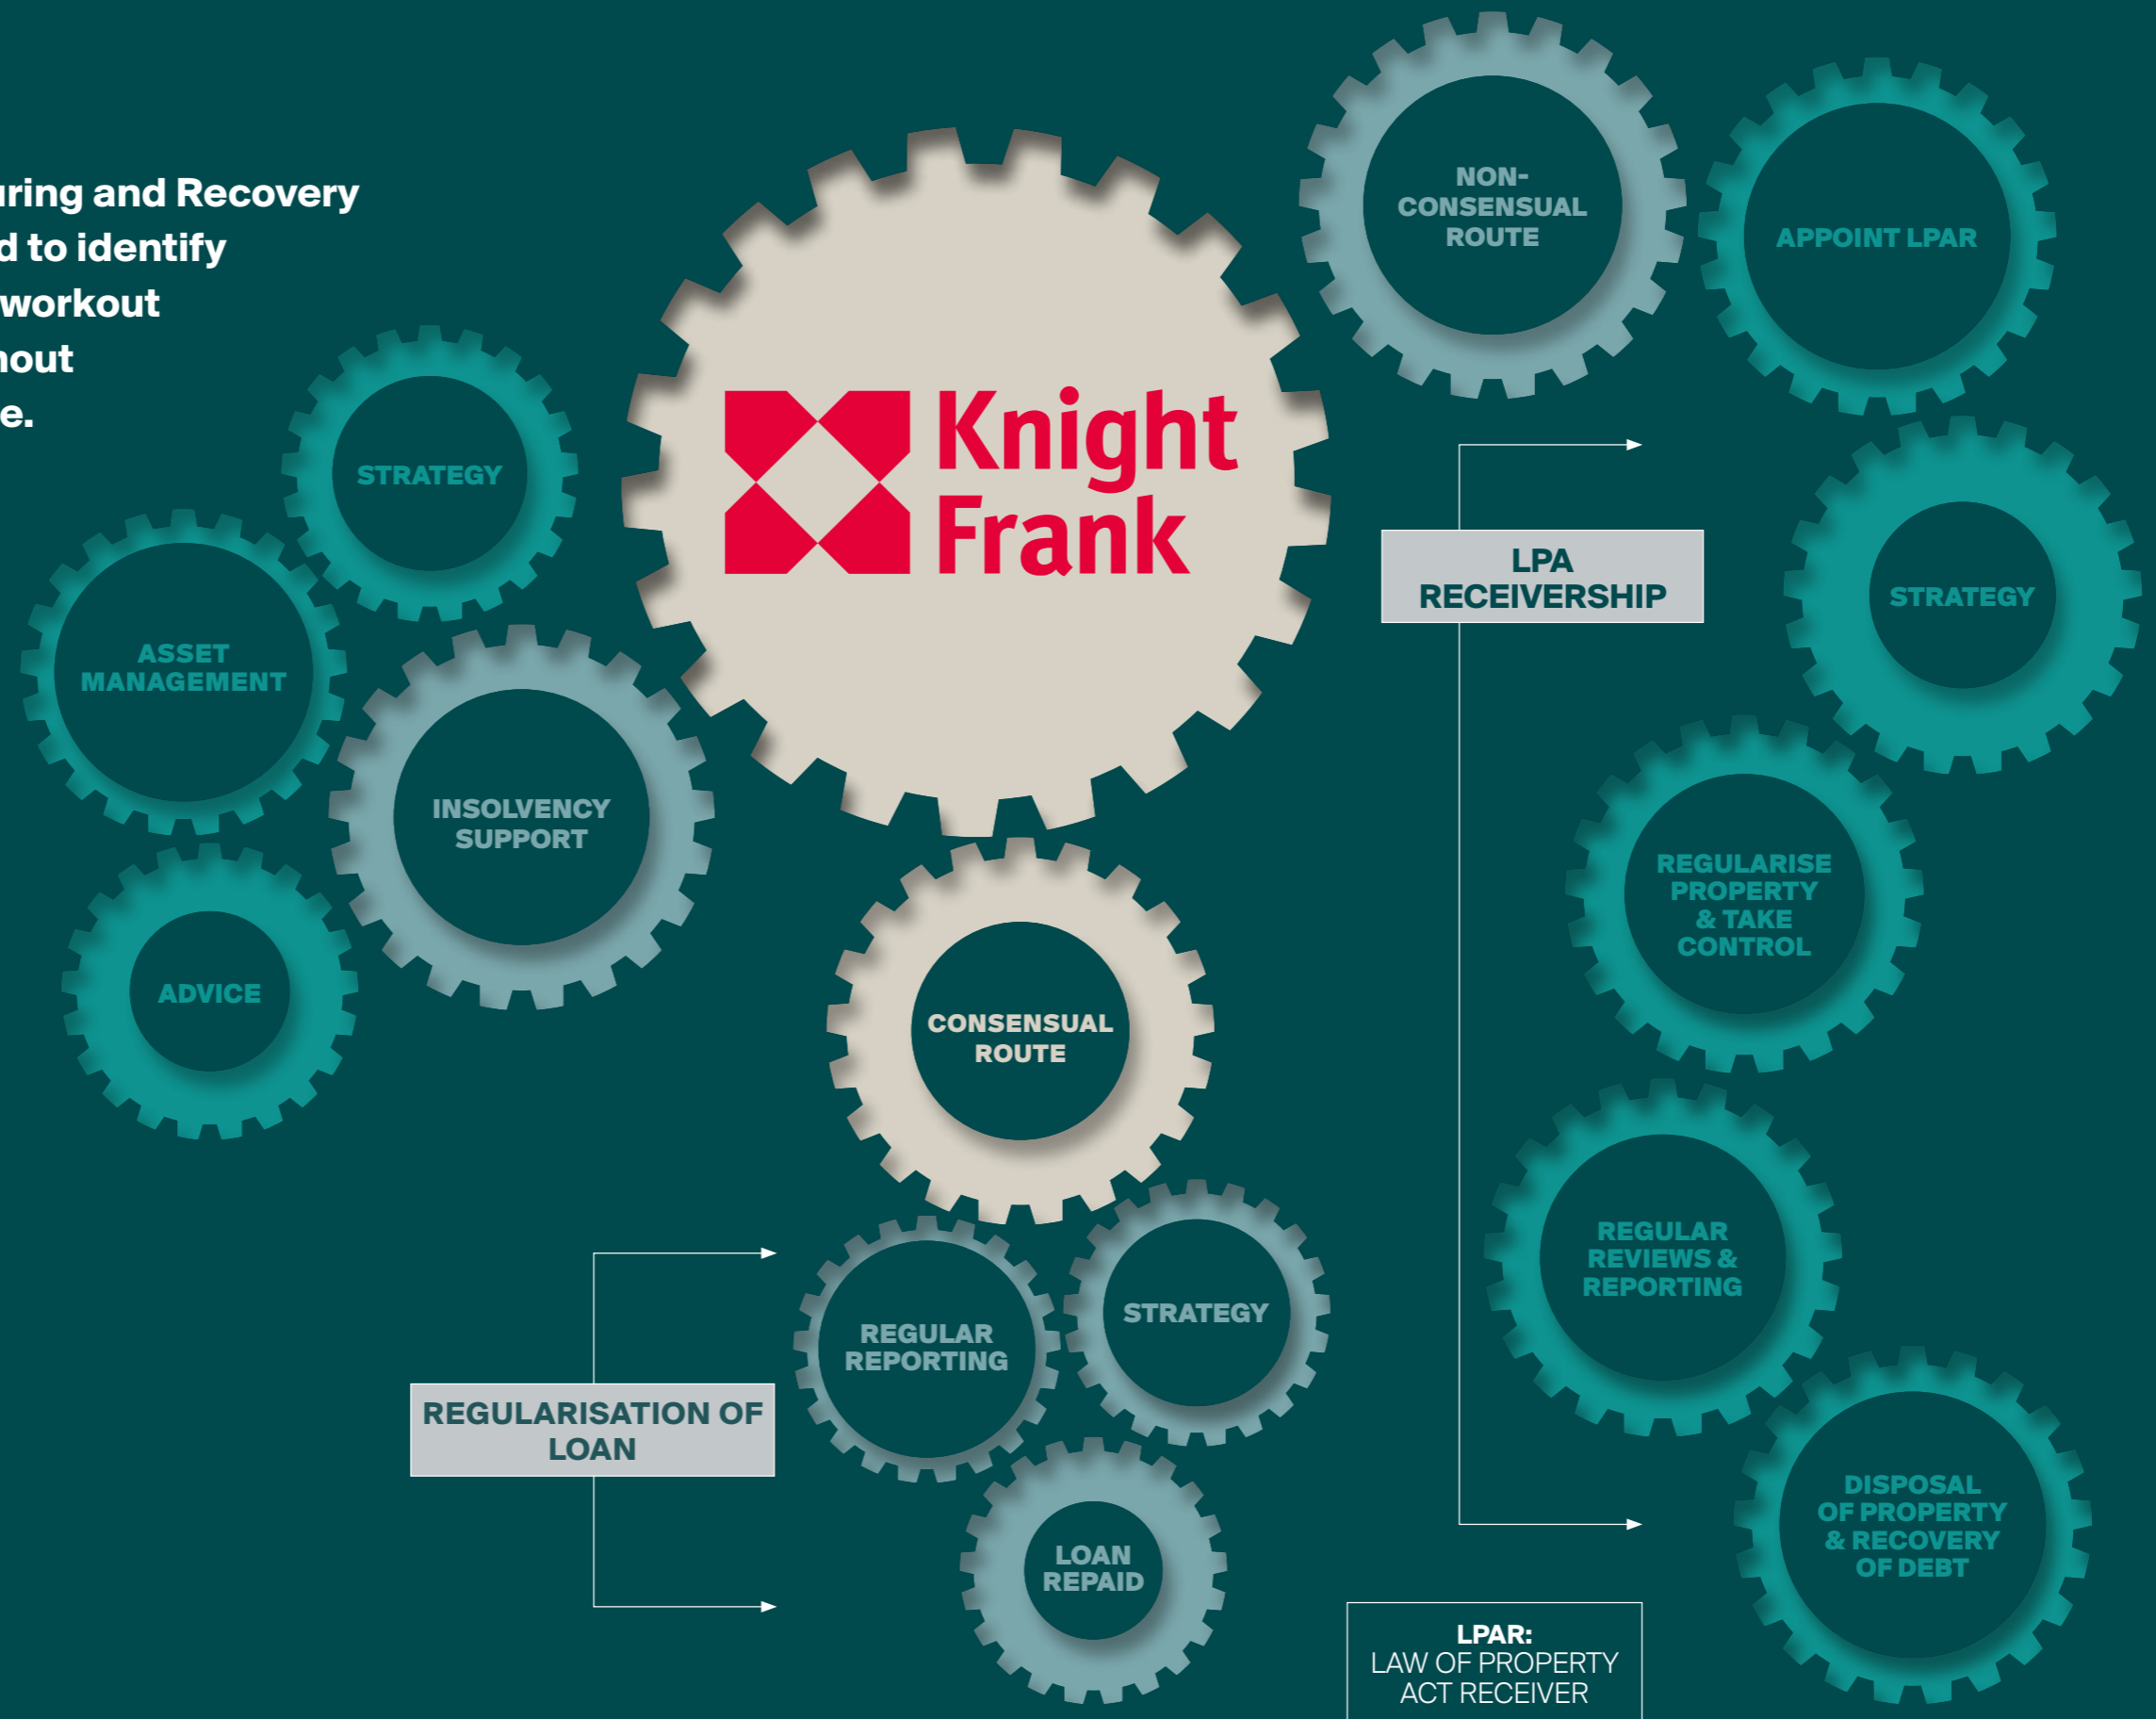 and Recovery
to identify
workout
STRATEGY
ASSET
MANAGEMENT
INSOLVENCY
SUPPORT
ADVICE
Knight
Frank
CONSENSUAL
ROUTE
REGULARISATION OF
LOAN
REGULAR
REPORTING
STRATEGY
LOAN
REPAID
NON-
CONSENSUAL
ROUTE
APPOINT LPAR
LPA
RECEIVERSHIP
STRATEGY
REGULARISE
PROPERTY
& TAKE
CONTROL
REGULAR
REVIEWS &
REPORTING
DISPOSAL
OF PROPERTY
& RECOVERY
OF DEBT
LPAR:
LAW OF PROPERTY
ACT RECEIVER